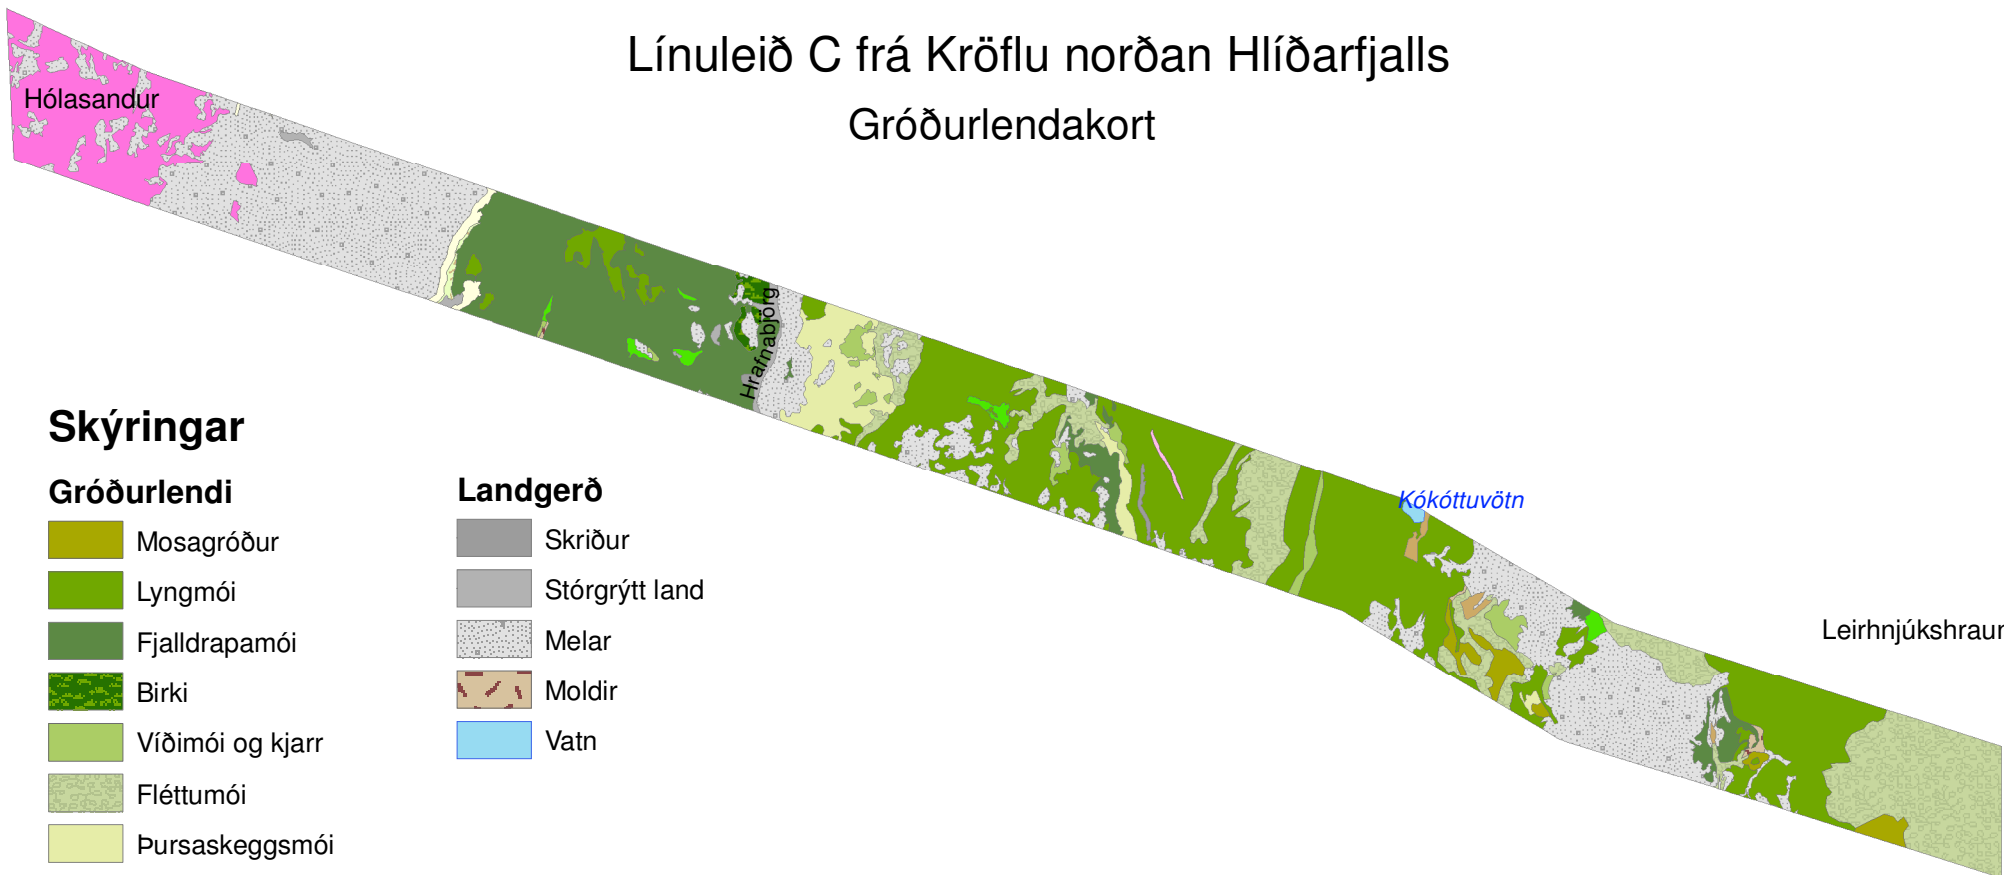 Línuleið C frá Kröflu norðan Hlíðarfjalls
Gróðurlendakort
Hólasandur
Hrafnabjörg
Kókóttuvötn
Leirhnjúkshraun
Skýringar
Gróðurlendi
Mosagróður
Lyngmói
Fjalldrapamói
Birki
Víðimói og kjarr
Fléttumói
Þursaskeggsmói
Landgerð
Skriður
Stórgrýtt land
Melar
Moldir
Vatn